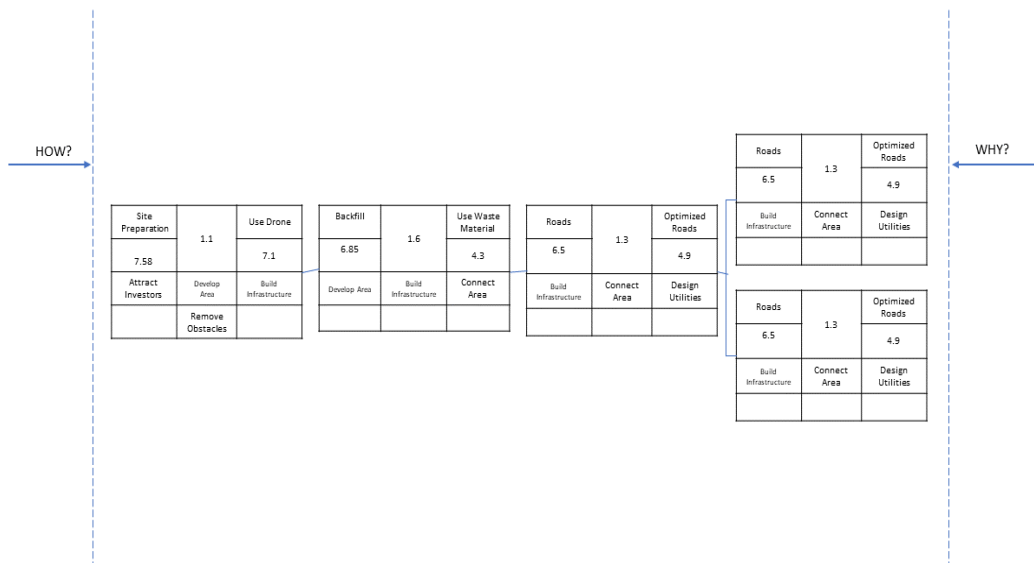 HOW?
WHY?
Site
Preparation
1.1
Use Drone
7.58
7.1
Attract
Investors
Develop
Area
Build
Infrastructure
Remove
Obstacles
Backfill
1.6
Use Waste
Material
6.85
4.3
Develop Area
Build
Infrastructure
Connect
Area
Roads
1.3
Optimized
Roads
6.5
4.9
Build
Infrastructure
Connect
Area
Design
Utilities
Roads
1.3
Optimized
Roads
6.5
4.9
Build
Infrastructure
Connect
Area
Design
Utilities
Roads
1.3
Optimized
Roads
6.5
4.9
Build
Infrastructure
Connect
Area
Design
Utilities